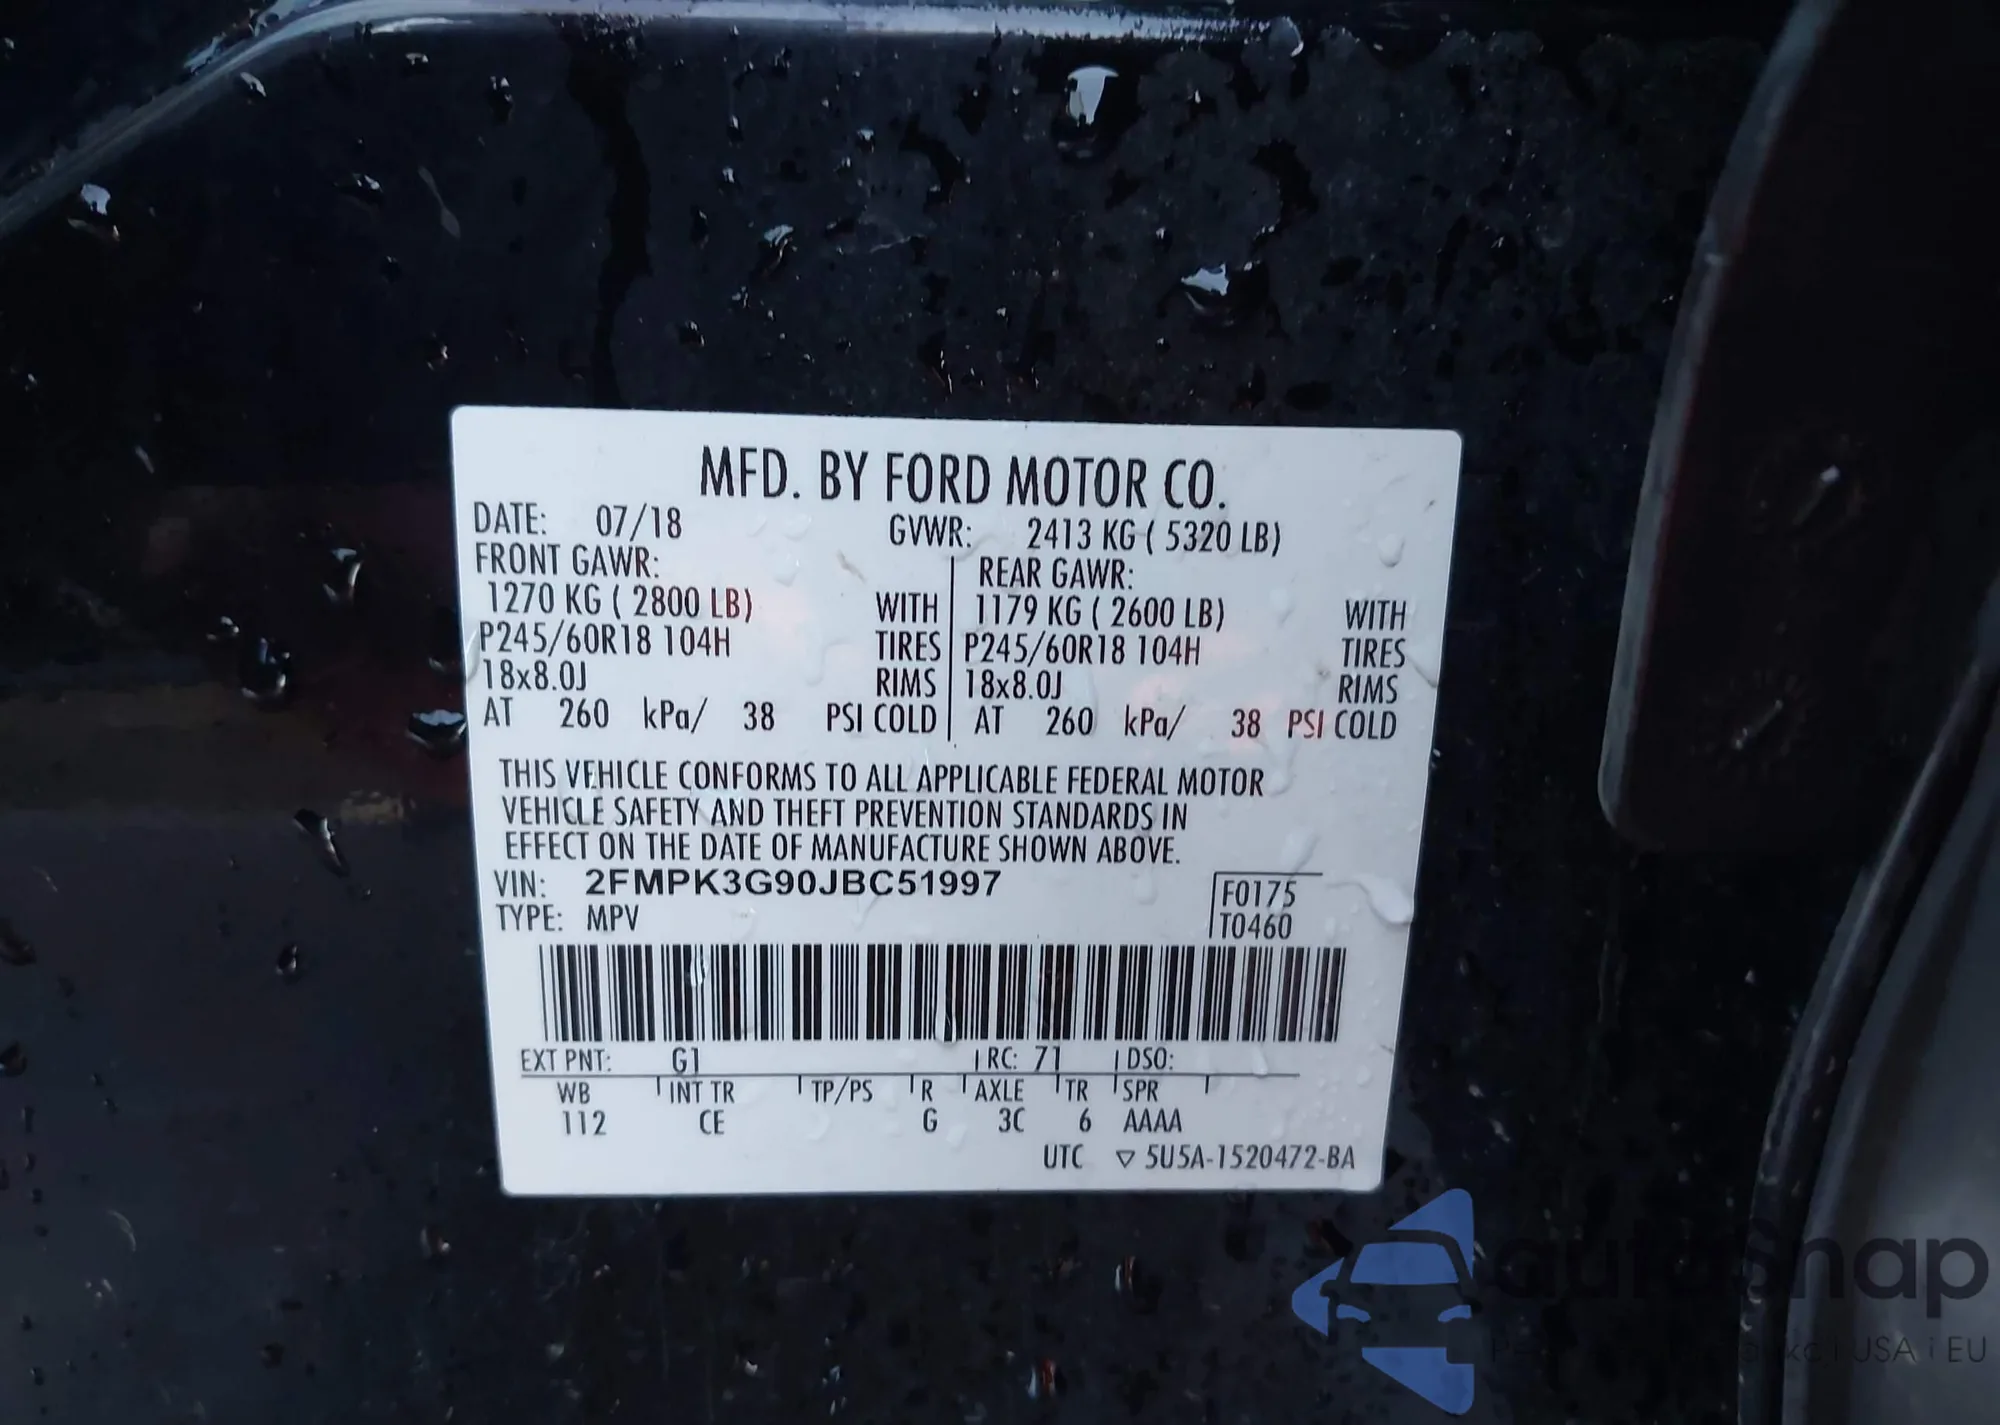 MFD. BY FORD MOTOR CO.
DATE: 07/18 GVWR: 2413 KG ( 5320 LB)
FRONT GAWR: REAR GAWR:
1270 KG ( 2800 LB) WITH 1179 KG ( 2600 LB) WITH
P245/60R18 104H TIRES P245/60R18 104H TIRES
18x8.0J RIMS 18x8.0J RIMS
AT 260 kPa/ 38 PSI COLD AT 260 kPa/ 38 PSI COLD
THIS VEHICLE CONFORMS TO ALL APPLICABLE FEDERAL MOTOR
VEHICLE SAFETY AND THEFT PREVENTION STANDARDS IN
EFFECT ON THE DATE OF MANUFACTURE SHOWN ABOVE.
VIN: 2FMPK3G90JBC51997 F0175
TYPE: MPV T0460
EXT PNT: G1 RC: 71 DSO:
WB INT TR TP/PS R AXLE TR SPR
112 CE G 3C 6 AAAA
UTC ▽ 5U5A-1520472-BA
autosnap
USA i EU